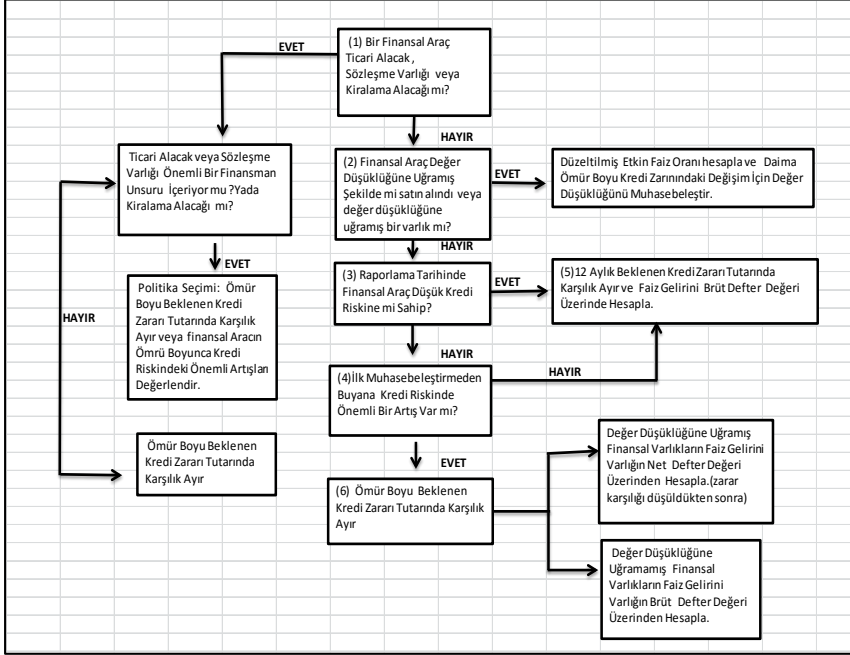 (1) Bir Finansal Araç
Ticari Alacak ,
Sözleşme Varlığı veya
Kiralama Alacağı mı?
EVET
HAYIR
Ticari Alacak veya Sözleşme
Varlığı Önemli Bir Finansman
Unsuru İçeriyor mu ?Yada
Kiralama Alacağı mı?
(2) Finansal Araç Değer
Düşüklüğüne Uğramış
Şekilde mi satın alındı veya
değer düşüklüğüne
uğramış bir varlık mı?
EVET
Düzeltilmiş Etkin Faiz Oranı hesapla ve Daima
Ömür Boyu Kredi Zarınındaki Değişim İçin Değer
Düşüklüğünü Muhasebeleştir.
HAYIR
EVET
(3) Raporlama Tarihinde
Finansal Araç Düşük Kredi
Riskine mi Sahip?
EVET
(5)12 Aylık Beklenen Kredi Zararı Tutarında
Karşılık Ayır ve Faiz Gelirini Brüt Defter Değeri
Üzerinde Hesapla.
Politika Seçimi: Ömür
Boyu Beklenen Kredi
Zararı Tutarında Karşılık
Ayır veya finansal Aracın
Ömrü Boyunca Kredi
Riskindeki Önemli Artışları
Değerlendir.
HAYIR
HAYIR
(4)İlk Muhasebeleştirmeden
Buyana Kredi Riskinde
Önemli Bir Artış Var mı?
HAYIR
Ömür Boyu Beklenen
Kredi Zararı Tutarında
Karşılık Ayır
EVET
(6) Ömür Boyu Beklenen
Kredi Zararı Tutarında Karşılık
Ayır
Değer Düşüklüğüne Uğramış
Finansal Varlıkların Faiz Gelirini
Varlığın Net Defter Değeri
Üzerinden Hesapla.(zarar
karşılığı düşüldükten sonra)
Değer Düşüklüğüne
Uğramamış Finansal
Varlıkların Faiz Gelirini
Varlığın Brüt Defter Değeri
Üzerinden Hesapla.